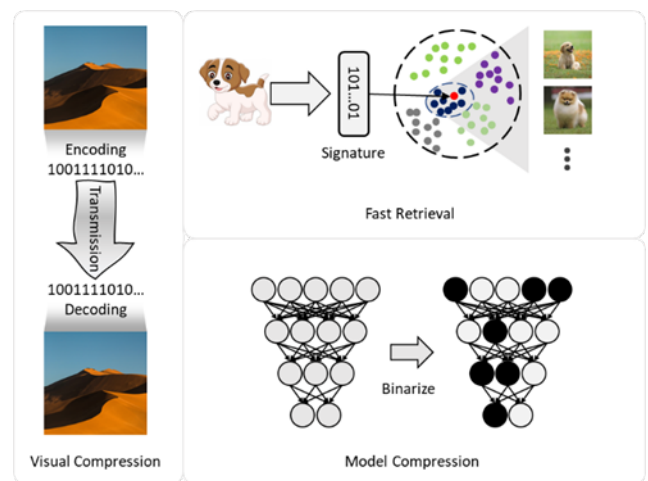 Encoding
1001111010...
Transmission
1001111010...
Decoding
Visual Compression
101...01
Signature
Fast Retrieval
Binarize
Model Compression